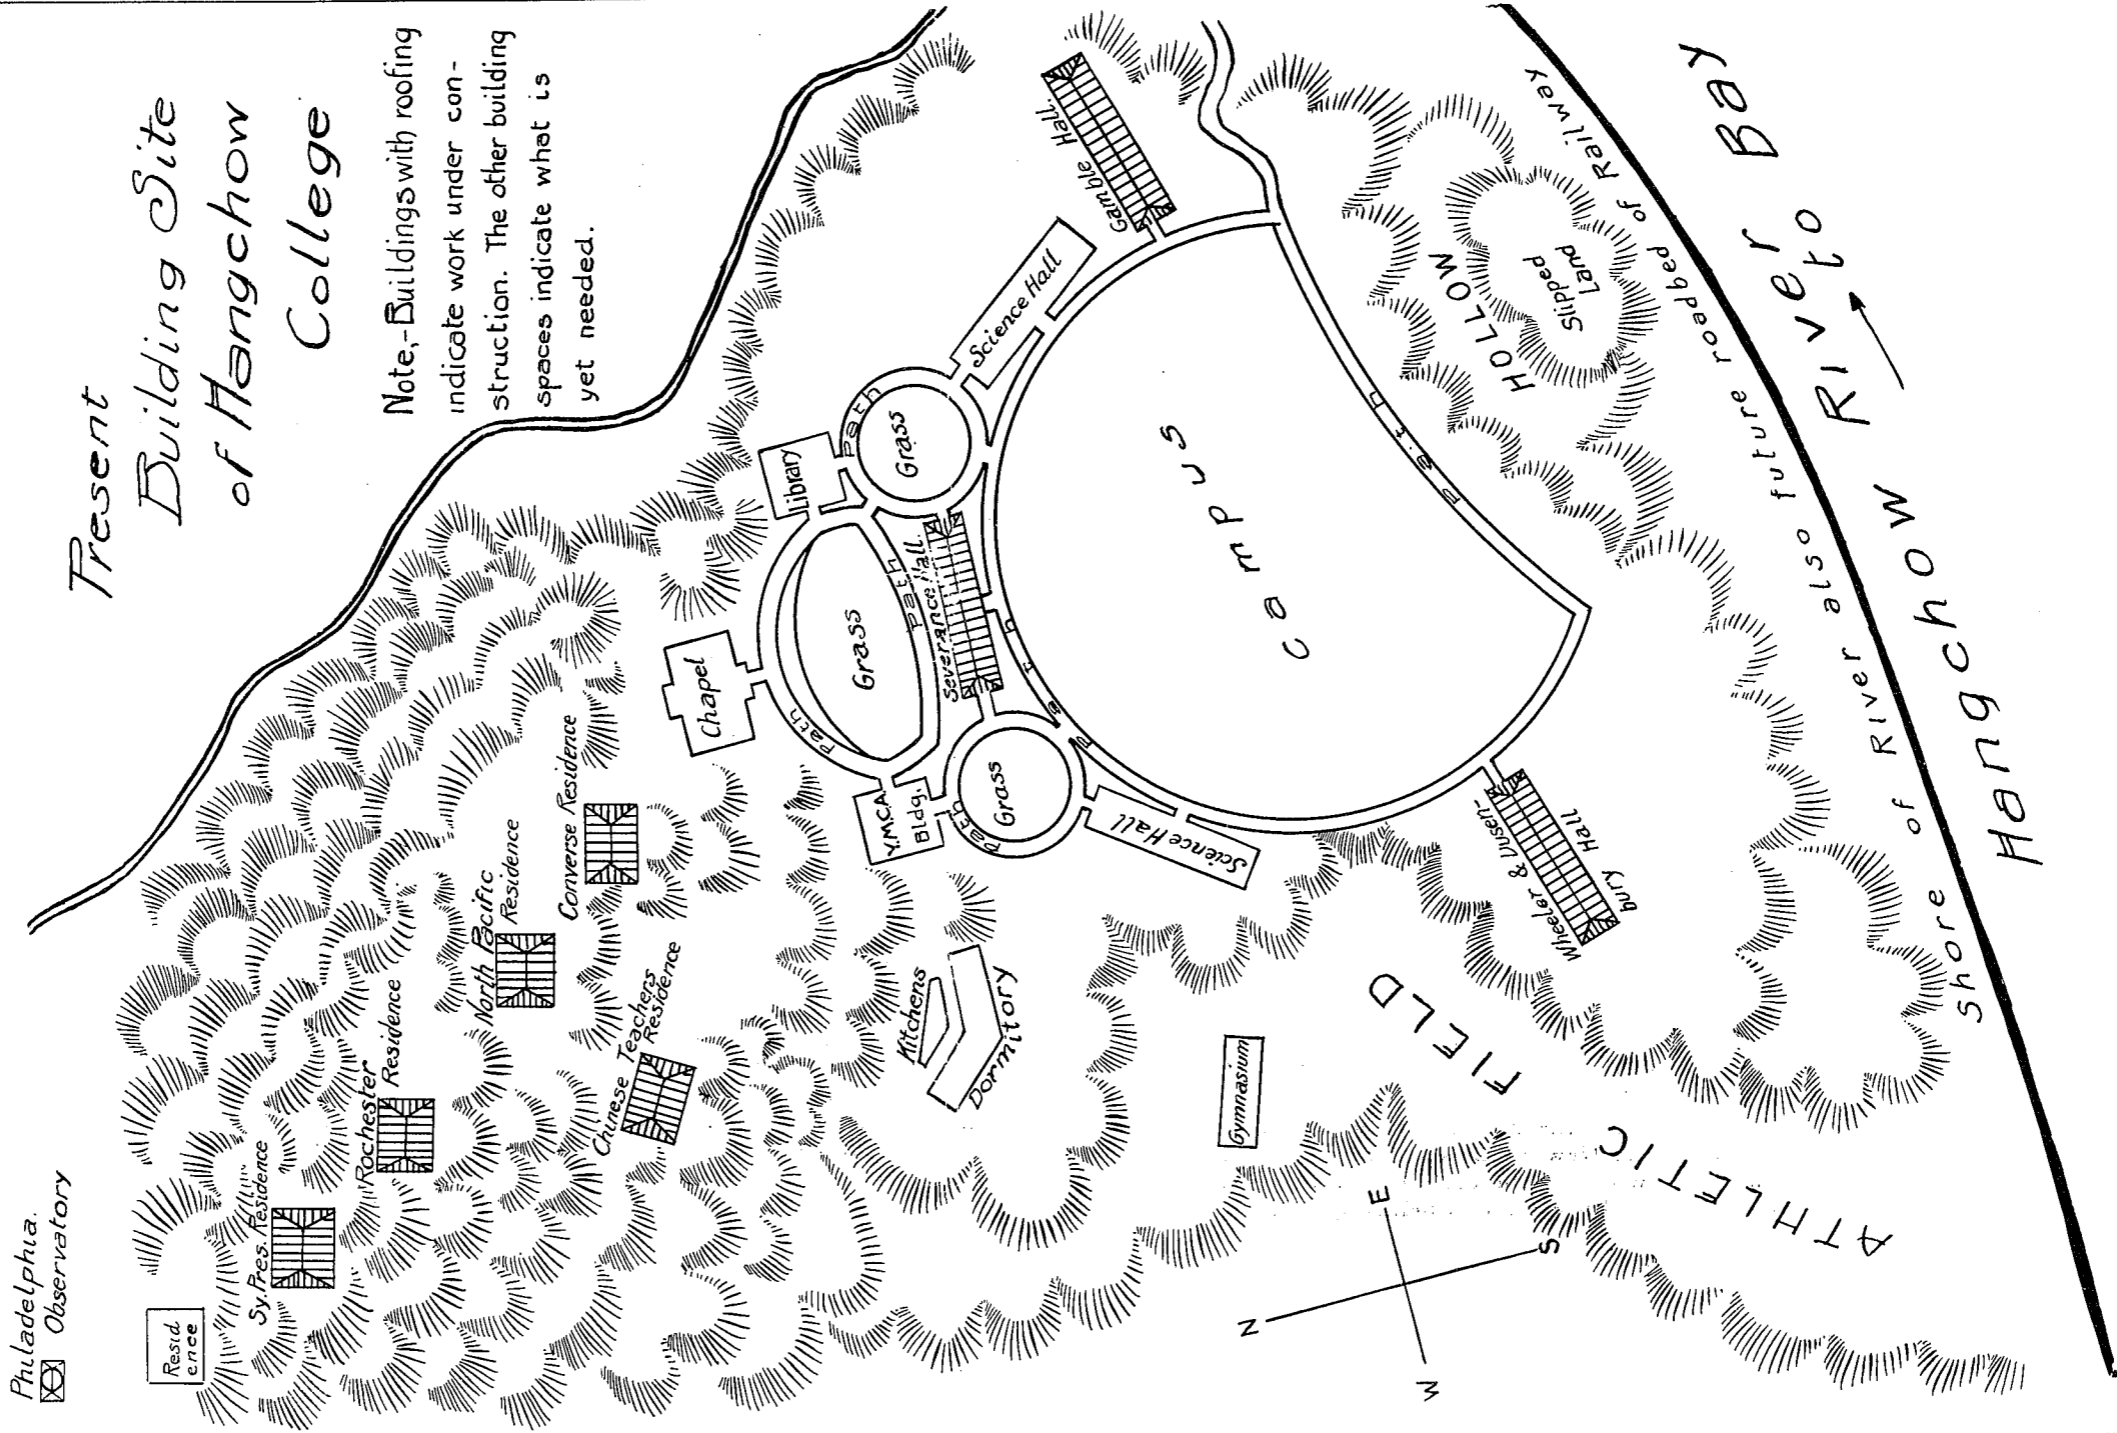 Present
Building Site
of Hangchow
College
Note,-Buildings with roofing
indicate work under con-
struction. The other building
spaces indicate what is
yet needed.
Philadelphia.
Observatory
Resid
ence
Sy. Pres. Residence
Rochester
Residence
North Pacific
Residence
Converse Residence
Chinese Teachers
Residence
Chapel
Library
Y.M.C.A.
Bldg.
Path
Grass
Path
Path
Grass
Path
Grass
Severance Hall.
Path
Science Hall
Science Hall
Gamble Hall.
Campus
Path
Wheeler & Dusen-
bury Hall
Kitchens
Dormitory
Gymnasium
ATHLETIC FIELD
HOLLOW
Slipped
Land
N
E
S
W
Shore of River also future roadbed of Railway
Hangchow River
to Bay